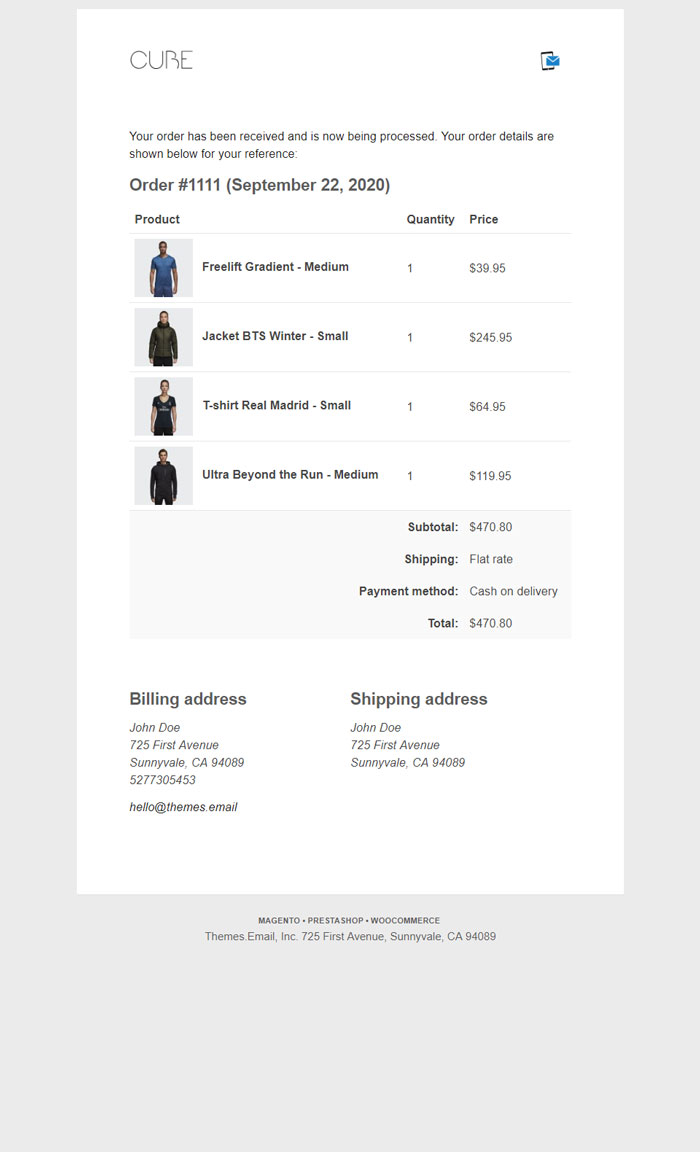 CUBE
Your order has been received and is now being processed. Your order details are
shown below for your reference:
Order #1111 (September 22, 2020)
Product Quantity Price
Freelift Gradient - Medium 1 $39.95
Jacket BTS Winter - Small 1 $245.95
T-shirt Real Madrid - Small 1 $64.95
Ultra Beyond the Run - Medium 1 $119.95
Subtotal: $470.80
Shipping: Flat rate
Payment method: Cash on delivery
Total: $470.80
Billing address
John Doe
725 First Avenue
Sunnyvale, CA 94089
5277305453
hello@themes.email
Shipping address
John Doe
725 First Avenue
Sunnyvale, CA 94089
MAGENTO • PRESTASHOP • WOOCOMMERCE
Themes.Email, Inc. 725 First Avenue, Sunnyvale, CA 94089